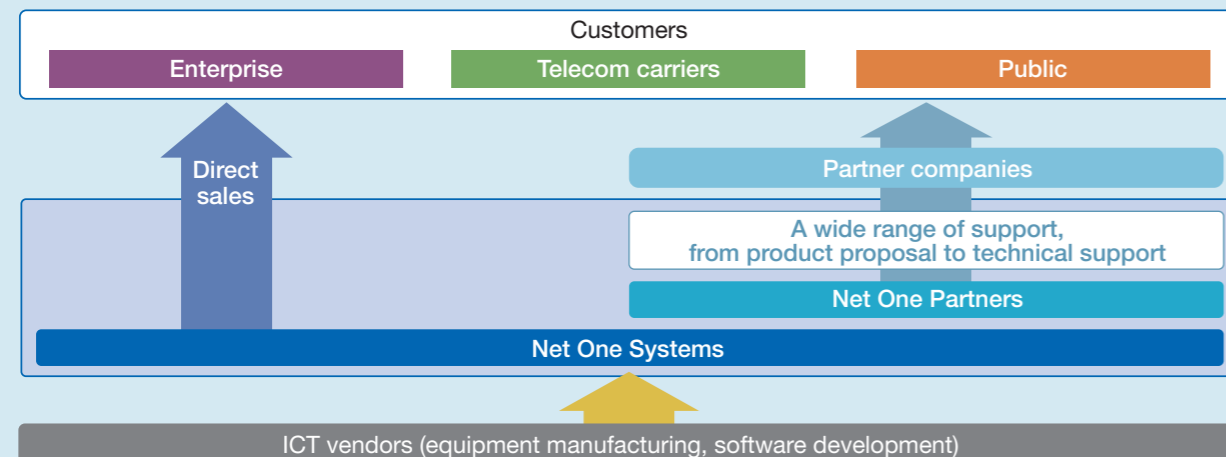 Customers
Enterprise
Telecom carriers
Public
Direct
sales
Partner companies
A wide range of support,
from product proposal to technical support
Net One Partners
Net One Systems
ICT vendors (equipment manufacturing, software development)